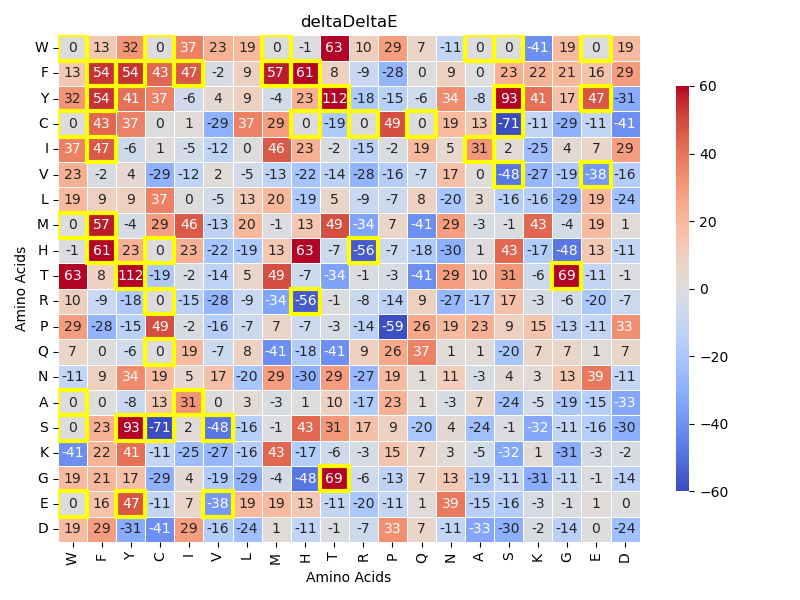 deltaDeltaE
W 0 13 32 0 37 23 19 0 -1 63 10 29 7 -11 0 0 -41 19 0 19
F 13 54 54 43 47 -2 9 57 61 8 -9 -28 0 9 0 23 22 21 16 29
Y 32 54 41 37 -6 4 9 -4 23 112 -18 -15 -6 34 -8 93 41 17 47 -31
C 0 43 37 0 1 -29 37 29 0 -19 0 49 0 19 13 -71 -11 -29 -11 -41
I 37 47 -6 1 -5 -12 0 46 23 -2 -15 -2 19 5 31 2 -25 4 7 29
V 23 -2 4 -29 -12 2 -5 -13 -22 -14 -28 -16 -7 17 0 -48 -27 -19 -38 -16
L 19 9 9 37 0 -5 13 20 -19 5 -9 -7 8 -20 3 -16 -16 -29 19 -24
M 0 57 -4 29 46 -13 20 -1 13 49 -34 7 -41 29 -3 -1 43 -4 19 1
H -1 61 23 0 23 -22 -19 13 63 -7 -56 -7 -18 -30 1 43 -17 -48 13 -11
T 63 8 112 -19 -2 -14 5 49 -7 -34 -1 -3 -41 29 10 31 -6 69 -11 -1
R 10 -9 -18 0 -15 -28 -9 -34 -56 -1 -8 -14 9 -27 -17 17 -3 -6 -20 -7
P 29 -28 -15 49 -2 -16 -7 7 -7 -3 -14 -59 26 19 23 9 15 -13 -11 33
Q 7 0 -6 0 19 -7 8 -41 -18 -41 9 26 37 1 1 -20 7 7 1 7
N -11 9 34 19 5 17 -20 29 -30 29 -27 19 1 11 -3 4 3 13 39 -11
A 0 0 -8 13 31 0 3 -3 1 10 -17 23 1 -3 7 -24 -5 -19 -15 -33
S 0 23 93 -71 2 -48 -16 -1 43 31 17 9 -20 4 -24 -1 -32 -11 -16 -30
K -41 22 41 -11 -25 -27 -16 43 -17 -6 -3 15 7 3 -5 -32 1 -31 -3 -2
G 19 21 17 -29 4 -19 -29 -4 -48 69 -6 -13 7 13 -19 -11 -31 -11 -1 -14
E 0 16 47 -11 7 -38 19 19 13 -11 -20 -11 1 39 -15 -16 -3 -1 1 0
D 19 29 -31 -41 29 -16 -24 1 -11 -1 -7 33 7 -11 -33 -30 -2 -14 0 -24
W F Y C I V L M H T R P Q N A S K G E D
Amino Acids
Amino Acids
60
40
20
0
−20
−40
−60